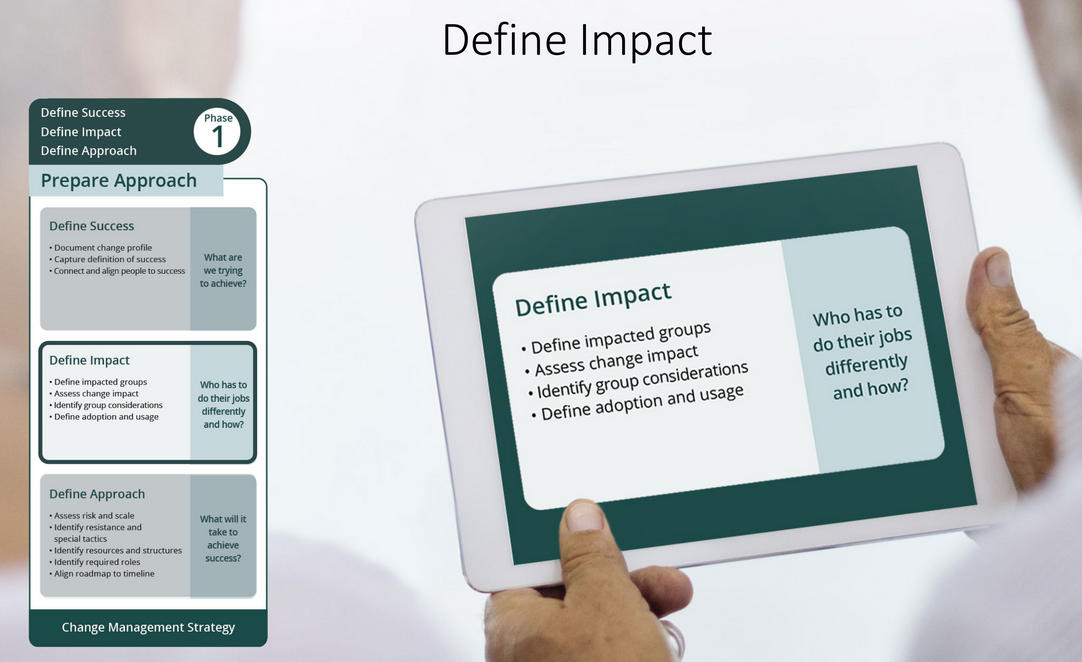 Define Impact
Define Success
Define Impact
Define Approach
Phase
1
Prepare Approach
Define Success
• Document change profile
• Capture definition of success
• Connect and align people to success
What are
we trying
to achieve?
Define Impact
• Define impacted groups
• Assess change impact
• Identify group considerations
• Define adoption and usage
Who has to
do their jobs
differently
and how?
Define Approach
• Assess risk and scale
• Identify resistance and
special tactics
• Identify resources and structures
• Identify required roles
• Align roadmap to timeline
What will it
take to
achieve
success?
Change Management Strategy
Define Impact
• Define impacted groups
• Assess change impact
• Identify group considerations
• Define adoption and usage
Who has to
do their jobs
differently
and how?